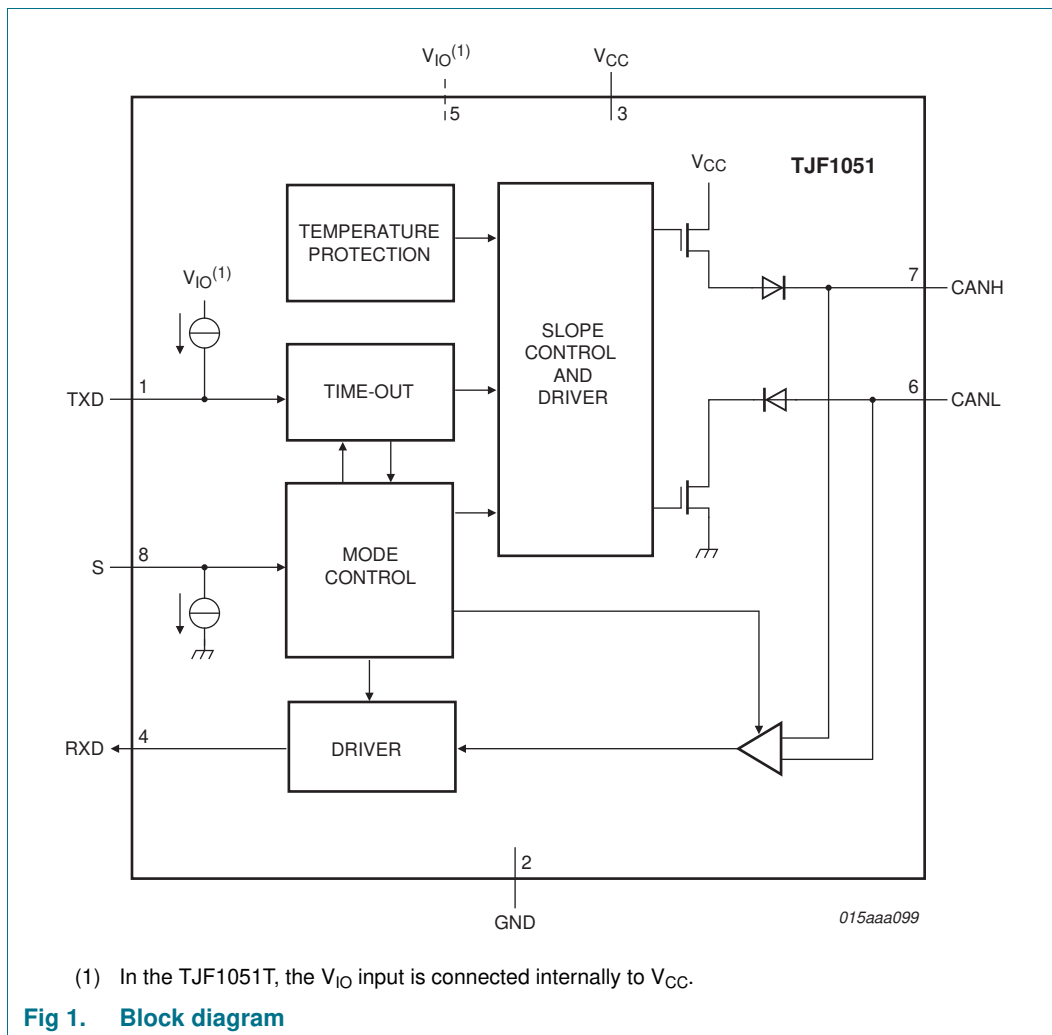 VIO(1)
VCC
5
3
VCC
TJF1051
TEMPERATURE
PROTECTION
VIO(1)
7
CANH
SLOPE
CONTROL
AND
DRIVER
1
TXD
TIME-OUT
6
CANL
8
S
MODE
CONTROL
4
RXD
DRIVER
2
GND
015aaa099
(1) In the TJF1051T, the VIO input is connected internally to VCC.
Fig 1. Block diagram